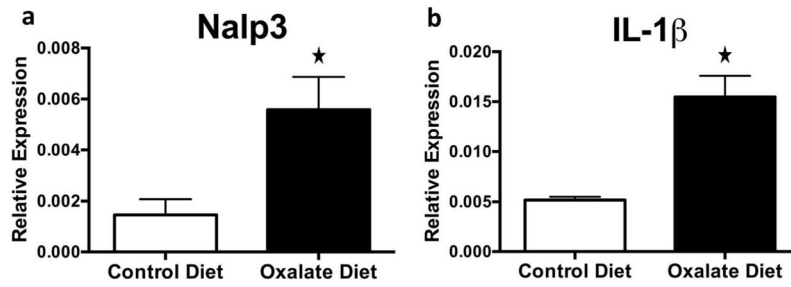 a
Nalp3
Relative Expression
0.008
0.006
0.004
0.002
0.000
Control Diet
Oxalate Diet
b
IL-1β
Relative Expression
0.020
0.015
0.010
0.005
0.000
Control Diet
Oxalate Diet